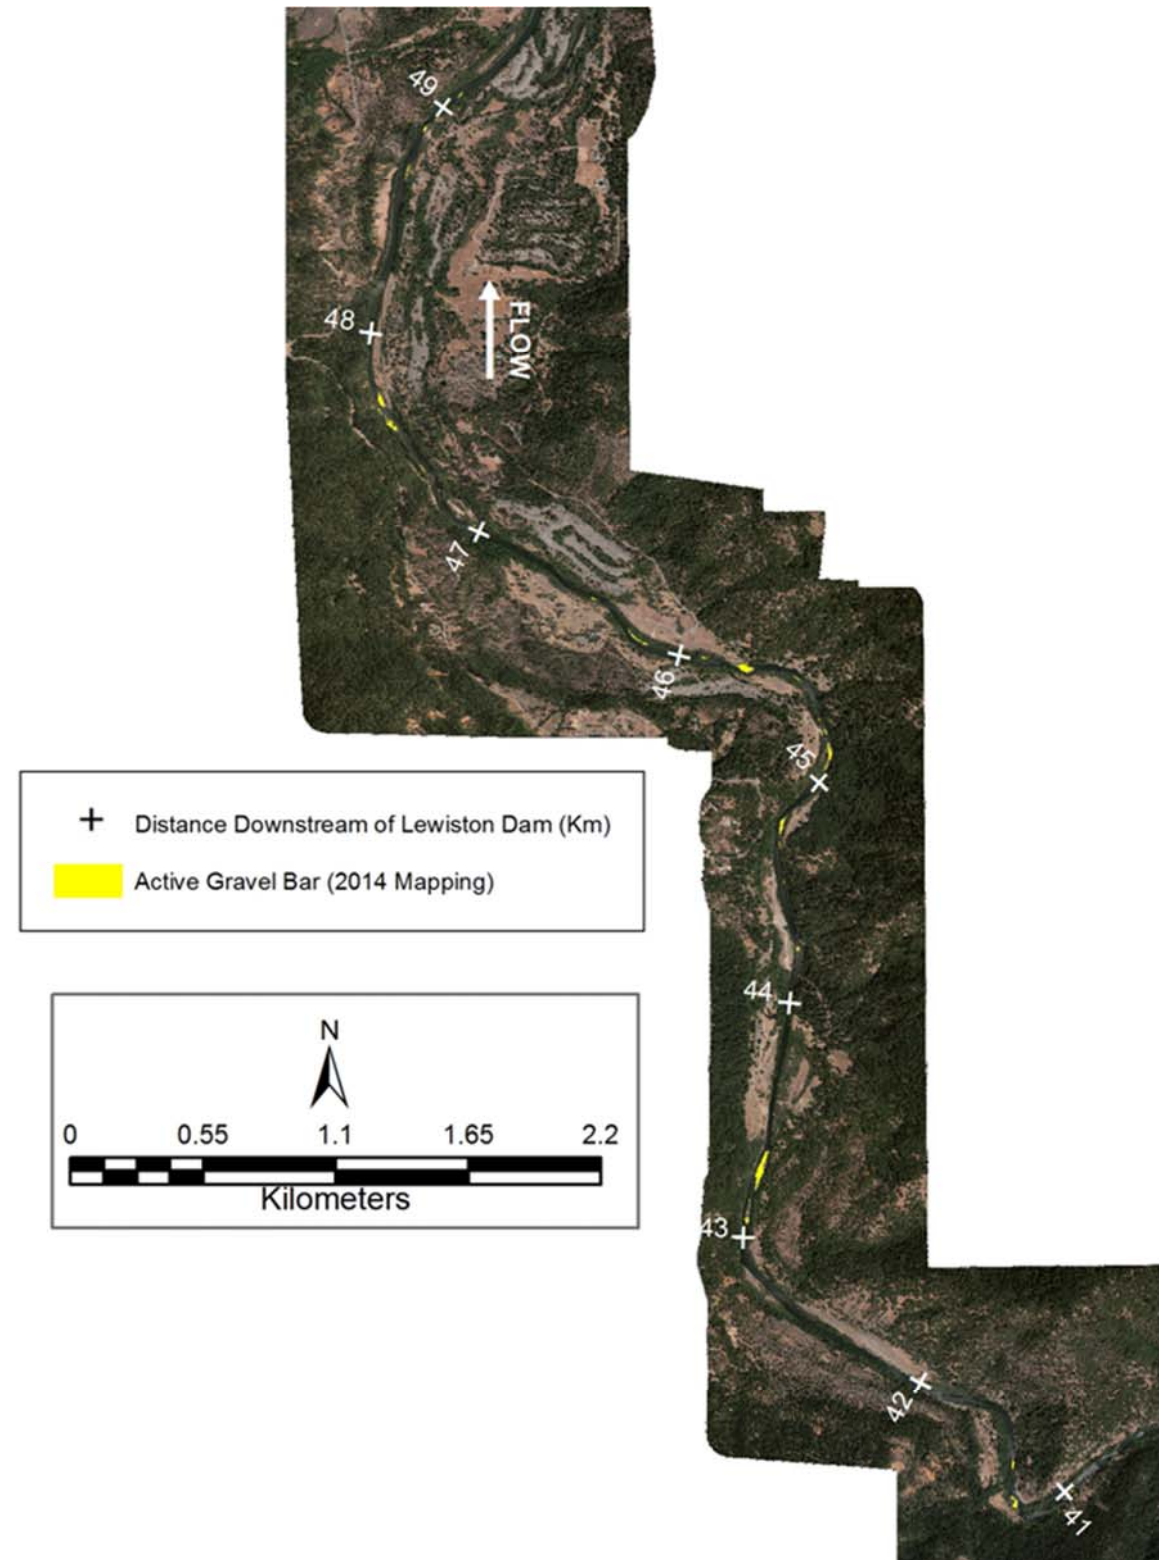 49
48
FLOW
47
46
45
Distance Downstream of Lewiston Dam (Km)
Active Gravel Bar (2014 Mapping)
44
N
0 0.55 1.1 1.65 2.2
Kilometers
43
42
41